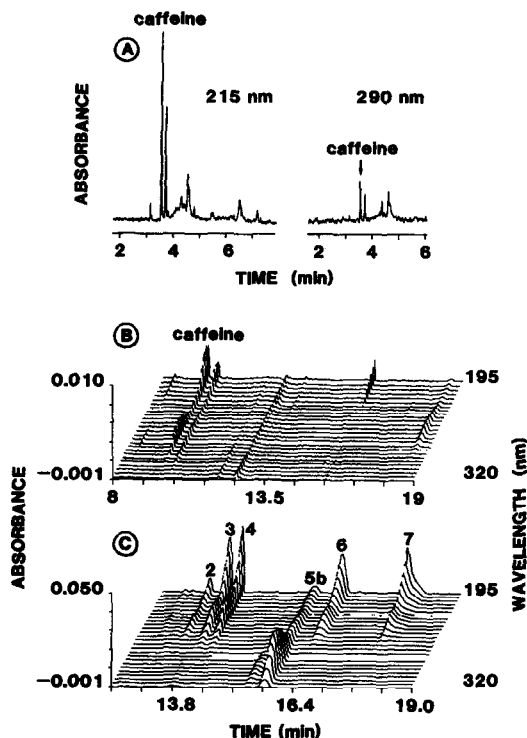 caffeine
A
215 nm
290 nm
caffeine
ABSORBANCE
2 4 6
2 4 6
TIME (min)
B
caffeine
0.010
195
-0.001
320
8 13.5 19
ABSORBANCE
WAVELENGTH (nm)
C
2 3 4 5b 6 7
0.050
195
-0.001
320
13.8 16.4 19.0
TIME (min)